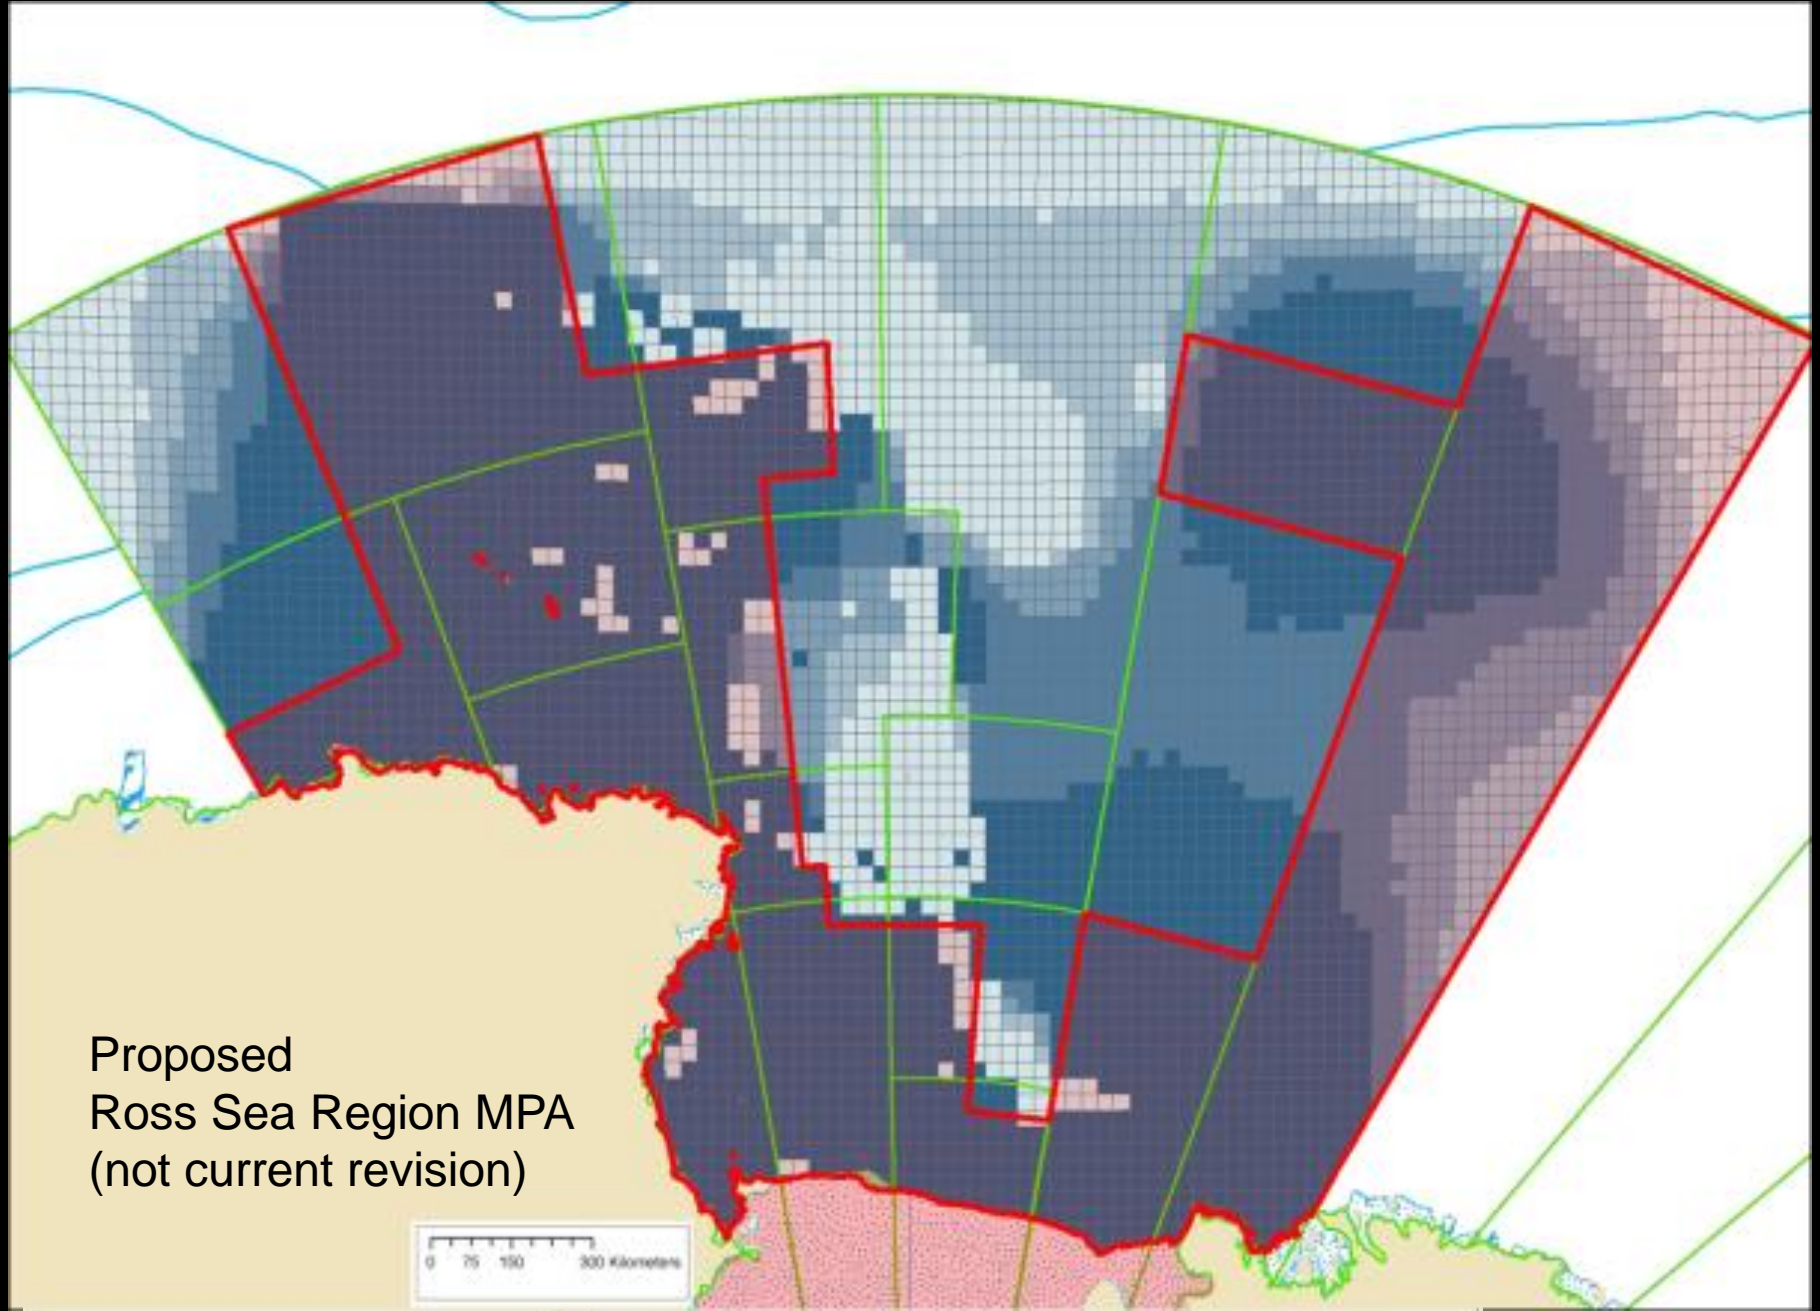 Proposed
Ross Sea Region MPA
(not current revision)
0 75 150 300 Kilometers